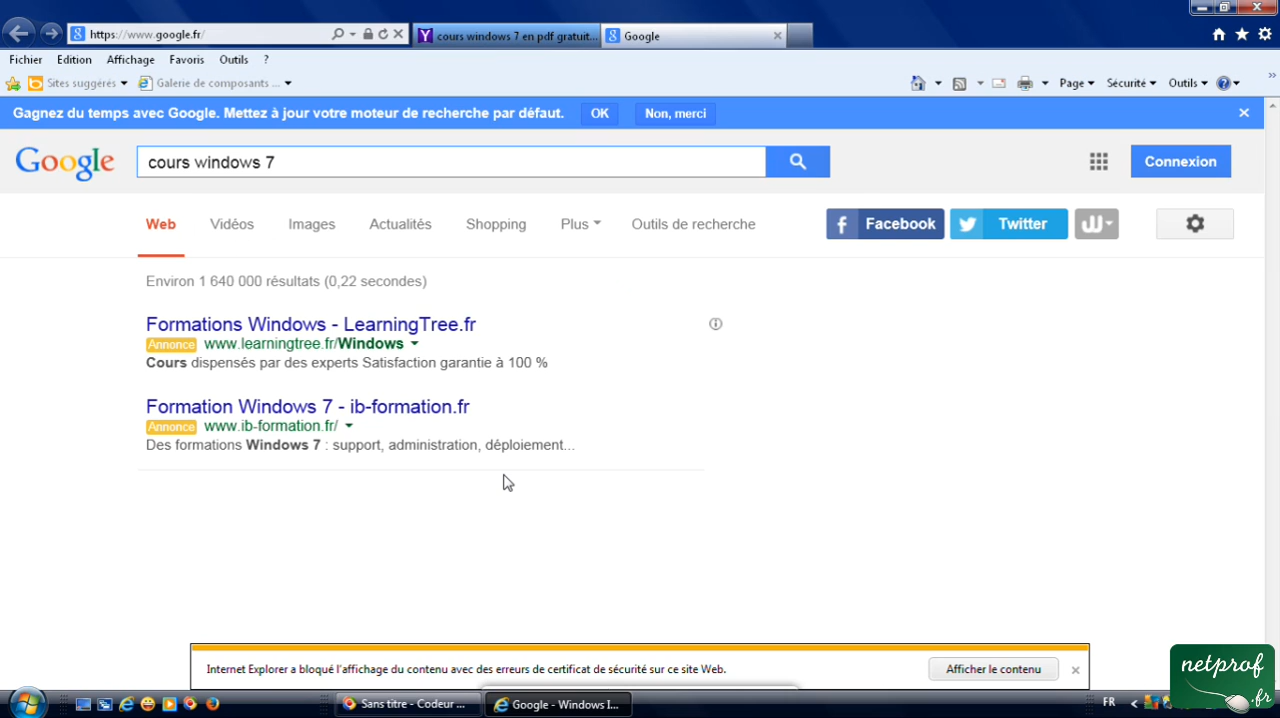 https://www.google.fr/
cours windows 7 en pdf gratuit...
Google
Fichier Edition Affichage Favoris Outils ?
Sites suggérés Galerie de composants ...
Page Sécurité Outils
Gagnez du temps avec Google. Mettez à jour votre moteur de recherche par défaut. OK Non, merci
Google cours windows 7 Connexion
Web Vidéos Images Actualités Shopping Plus Outils de recherche Facebook Twitter
Environ 1 640 000 résultats (0,22 secondes)
Formations Windows - LearningTree.fr
Annonce www.learningtree.fr/Windows
Cours dispensés par des experts Satisfaction garantie à 100 %
Formation Windows 7 - ib-formation.fr
Annonce www.ib-formation.fr/
Des formations Windows 7 : support, administration, déploiement...
Internet Explorer a bloqué l'affichage du contenu avec des erreurs de certificat de sécurité sur ce site Web. Afficher le contenu
netprof
.fr
Sans titre - Codeur ... Google - Windows I... FR